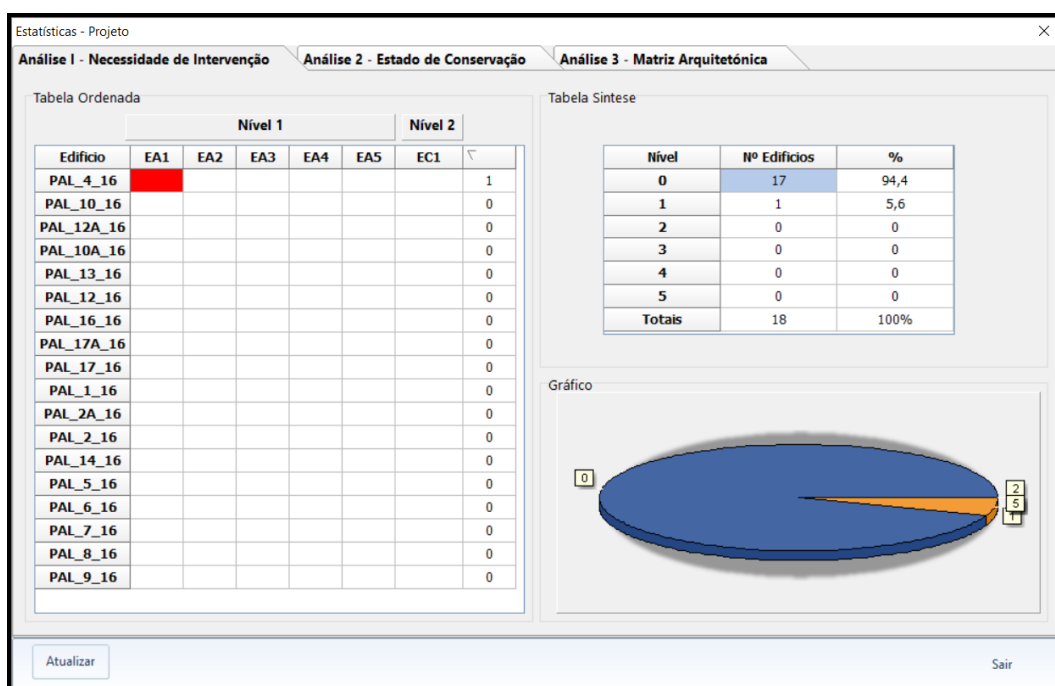 Estatísticas - Projeto
Análise I - Necessidade de Intervenção
Análise 2 - Estado de Conservação
Análise 3 - Matriz Arquitetónica
Tabela Ordenada
Nível 1 Nível 2
Edificio EA1 EA2 EA3 EA4 EA5 EC1
PAL_4_16 1
PAL_10_16 0
PAL_12A_16 0
PAL_10A_16 0
PAL_13_16 0
PAL_12_16 0
PAL_16_16 0
PAL_17A_16 0
PAL_17_16 0
PAL_1_16 0
PAL_2A_16 0
PAL_2_16 0
PAL_14_16 0
PAL_5_16 0
PAL_6_16 0
PAL_7_16 0
PAL_8_16 0
PAL_9_16 0
Tabela Sintese
Nível Nº Edificios %
0 17 94,4
1 1 5,6
2 0 0
3 0 0
4 0 0
5 0 0
Totais 18 100%
Gráfico
0
2
5
1
Atualizar
Sair